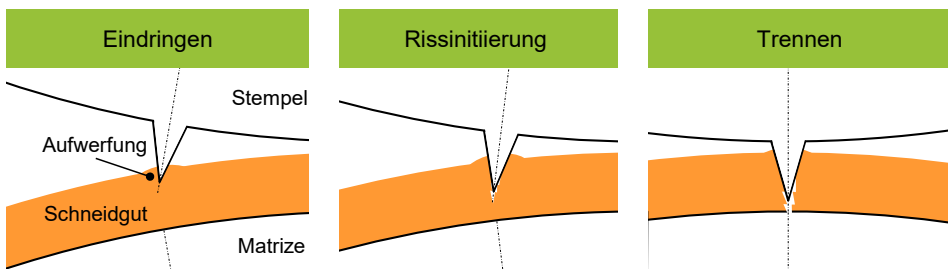 Eindringen
Rissinitiierung
Trennen
Stempel
Aufwerfung
Schneidgut
Matrize